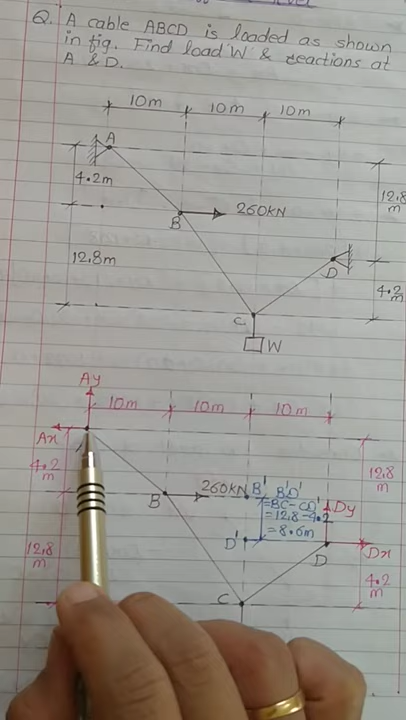 Q. A cable ABCD is loaded as shown
in fig. Find load W & reactions at
A & D.
10m 10m 10m
A
4.2m
12.8
m
B 260KN
12.8m
D
4.2
m
C
W
Ay
10m 10m 10m
Ax
4.2
m
12.8
m
B 260KN B' B'D'
=BC-CD'
=12.8-4.2
=8.6m
Dy
12.8
m
D' D Dx
4.2
m
C